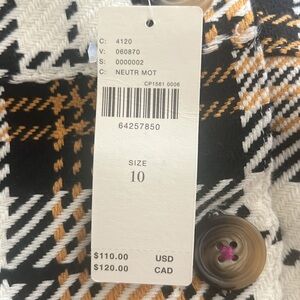 C: 4120
V: 060870
S: 0000002
C: NEUTR MOT
CP1581 0006
64257850
SIZE
10
$110.00 USD
$120.00 CAD